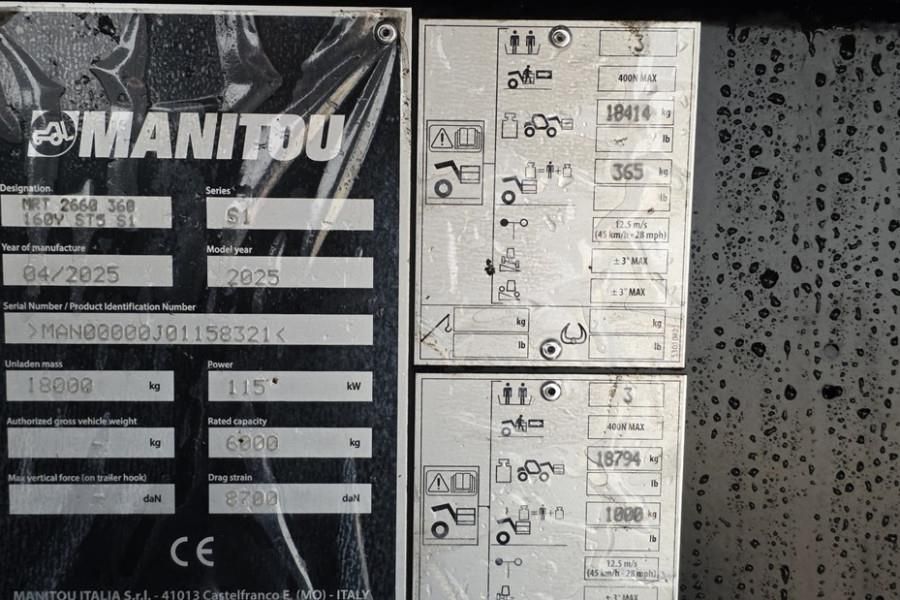 MANITOU
Designation
MRT 2660 360
160Y ST5 S1
Series
S1
Year of manufacture
04/2025
Model year
2025
Serial Number / Product Identification Number
>MAN00000J01158321<
Unladen mass
18000 kg
Power
115 kW
Authorized gross vehicle weight
kg
Rated capacity
6000 kg
Max vertical force (on trailer hook)
daN
Drag strain
8700 daN
CE
MANITOU ITALIA S.r.l. - 41013 Castelfranco E. (MO) - ITALY
3
400N MAX
18414 kg
lb
365 kg
lb
12.5 m/s
(45 km/h - 28 mph)
± 3° MAX
± 3° MAX
kg
kg
lb
lb
3
400N MAX
18794 kg
lb
1000 kg
lb
12.5 m/s
(45 km/h - 28 mph)
± 3° MAX